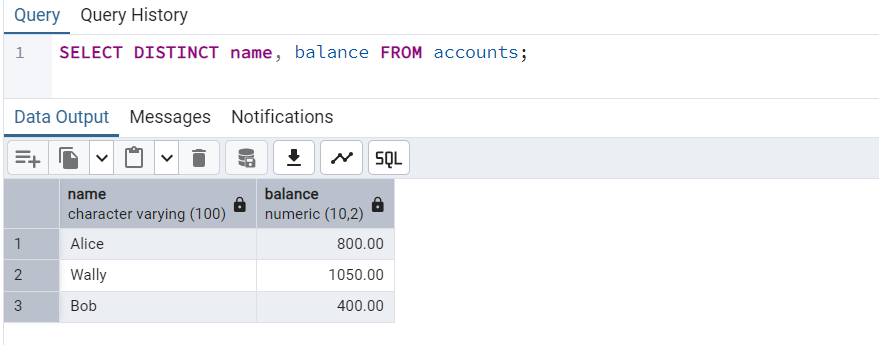 Query Query History
1 SELECT DISTINCT name, balance FROM accounts;
Data Output Messages Notifications
SQL
name balance
character varying (100) numeric (10,2)
1 Alice 800.00
2 Wally 1050.00
3 Bob 400.00